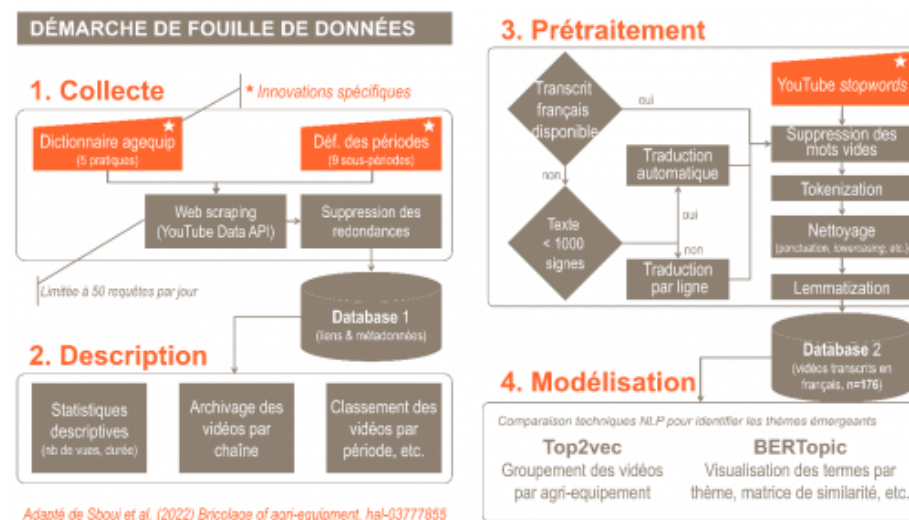 DÉMARCHE DE FOUILLE DE DONNÉES
1. Collecte
* Innovations spécifiques
Dictionnaire agequip
(5 pratiques)
Déf. des périodes
(9 sous-périodes)
Web scraping
(YouTube Data API)
Suppression des
redondances
Limitée à 50 requêtes par jour
Database 1
(liens & métadonnées)
2. Description
Statistiques
descriptives
(nb de vues, durée)
Archivage des
vidéos par
chaîne
Classement des
vidéos par
période, etc.
Adapté de Sboui et al. (2022) Bricolage of agri-equipment, hal-03777855
3. Prétraitement
Transcrit
français
disponible
oui
non
Texte
< 1000
signes
oui
non
Traduction
automatique
Traduction
par ligne
YouTube stopwords
Suppression des
mots vides
Tokenization
Nettoyage
(ponctuation, lowercasing, etc.)
Lemmatization
Database 2
(vidéos transcrits en
français, n=176)
4. Modélisation
Comparaison techniques NLP pour identifier les thèmes émergeants
Top2vec
Groupement des vidéos
par agri-equipement
BERTopic
Visualisation des termes par
thème, matrice de similarité, etc.